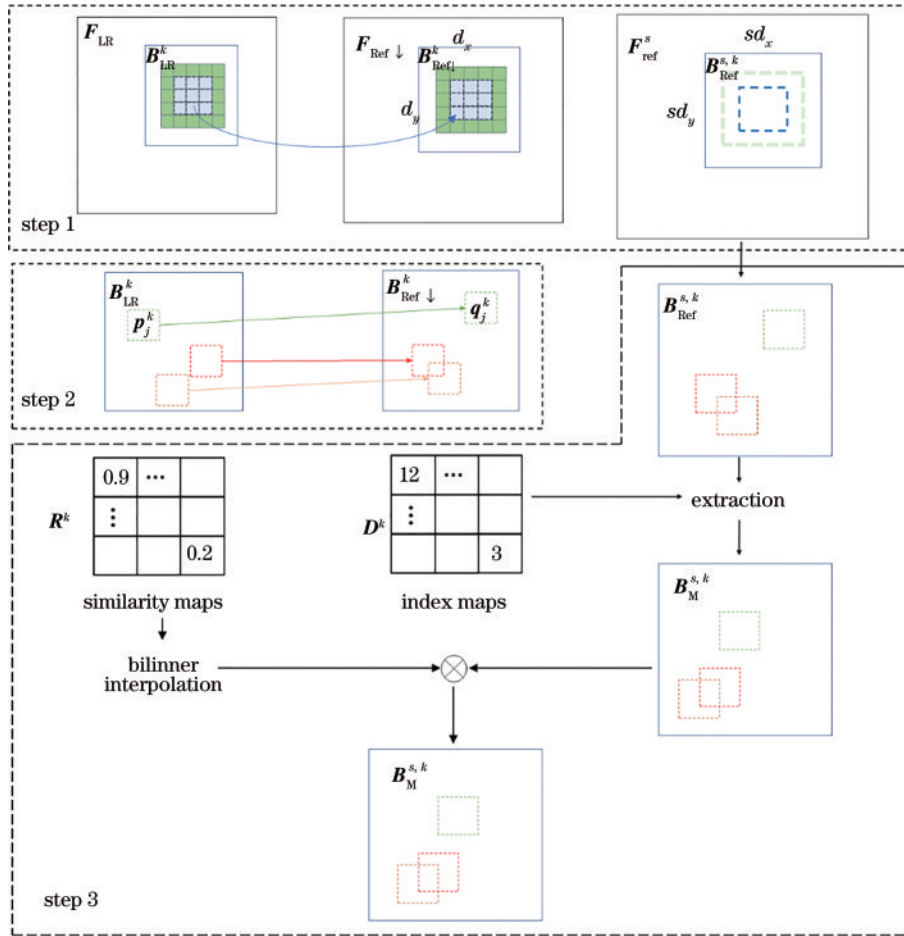 F_LR
B^k_LR
F_Ref↓
d_x
B^k_Ref↓
d_y
F^s_ref
sd_x
B^{s, k}_Ref
sd_y
step 1
B^k_LR
p^k_j
B^k_Ref↓
q^k_j
step 2
B^{s, k}_Ref
R^k
0.9 ⋯
⋮
0.2
similarity maps
D^k
12 ⋯
⋮
3
index maps
extraction
B^{s, k}_M
bilinner
interpolation
⊗
B^{s, k}_M
step 3